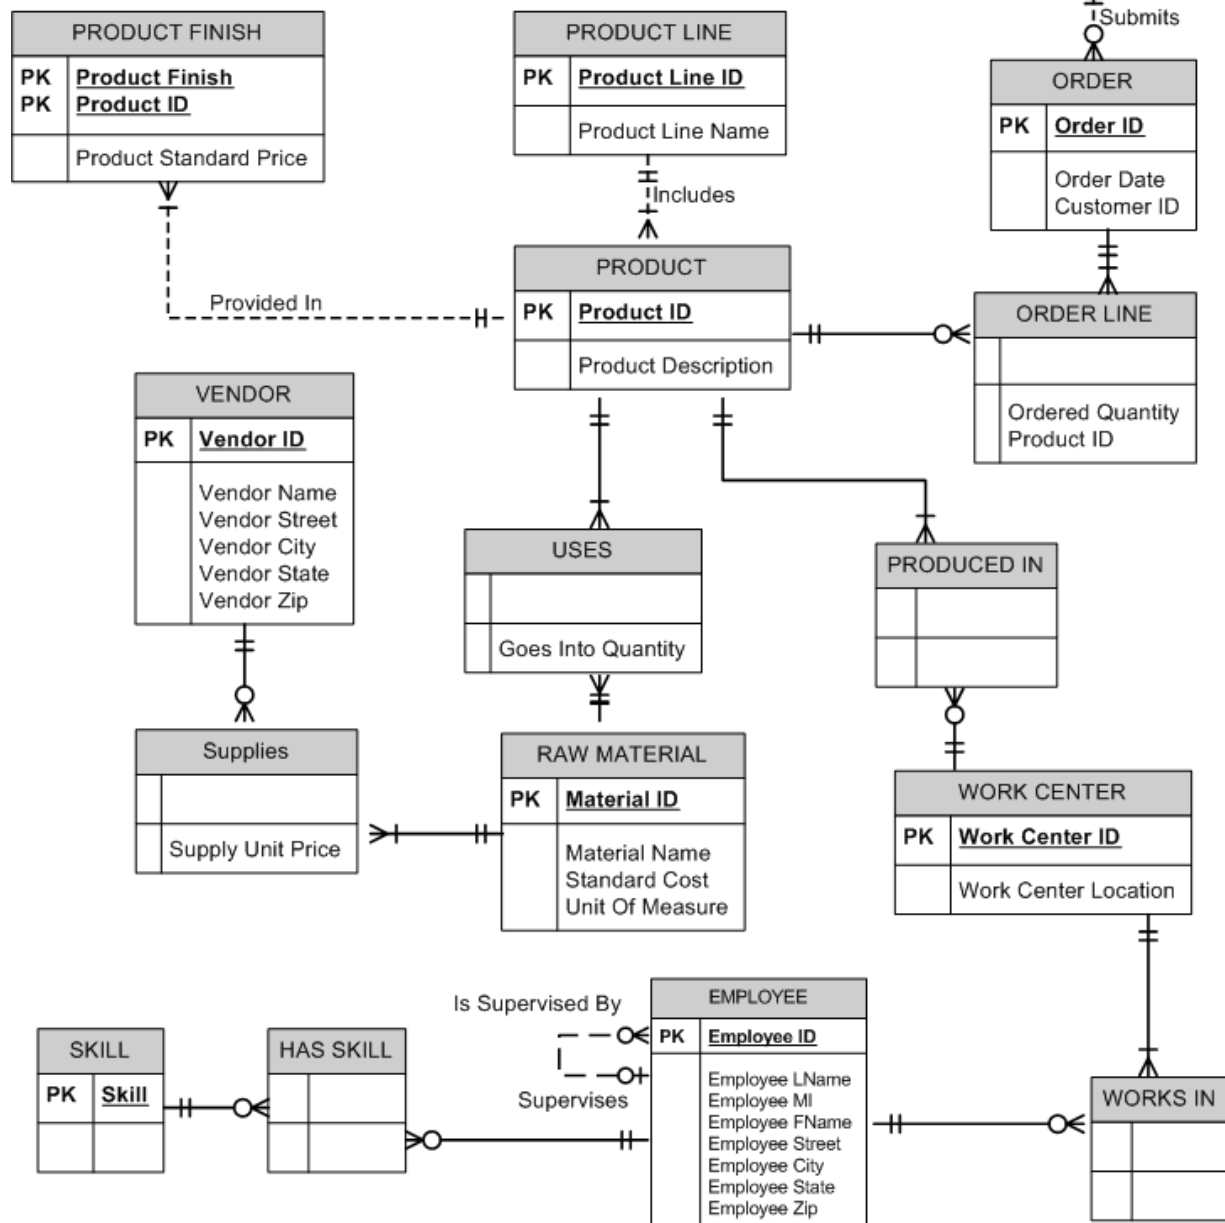 Submits
PRODUCT FINISH
PK Product Finish
PK Product ID
Product Standard Price
PRODUCT LINE
PK Product Line ID
Product Line Name
Includes
ORDER
PK Order ID
Order Date
Customer ID
Provided In
PRODUCT
PK Product ID
Product Description
ORDER LINE
Ordered Quantity
Product ID
VENDOR
PK Vendor ID
Vendor Name
Vendor Street
Vendor City
Vendor State
Vendor Zip
USES
Goes Into Quantity
PRODUCED IN
Supplies
Supply Unit Price
RAW MATERIAL
PK Material ID
Material Name
Standard Cost
Unit Of Measure
WORK CENTER
PK Work Center ID
Work Center Location
Is Supervised By
Supervises
EMPLOYEE
PK Employee ID
Employee LName
Employee MI
Employee FName
Employee Street
Employee City
Employee State
Employee Zip
SKILL
PK Skill
HAS SKILL
WORKS IN